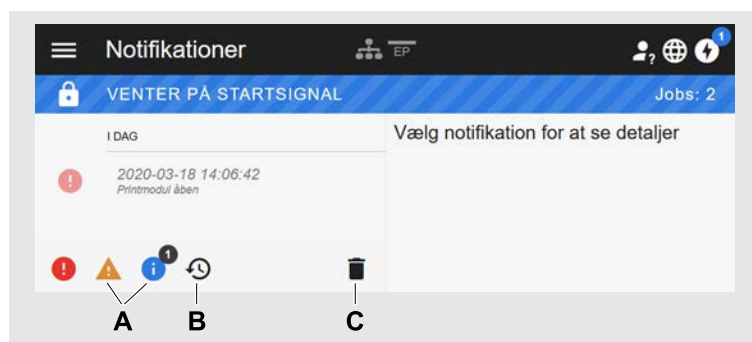 Notifikationer
EP
?
1
VENTER PÅ STARTSIGNAL
Jobs: 2
I DAG
Vælg notifikation for at se detaljer
!
2020-03-18 14:06:42
Printmodul åben
!
!
i
1
A
B
C